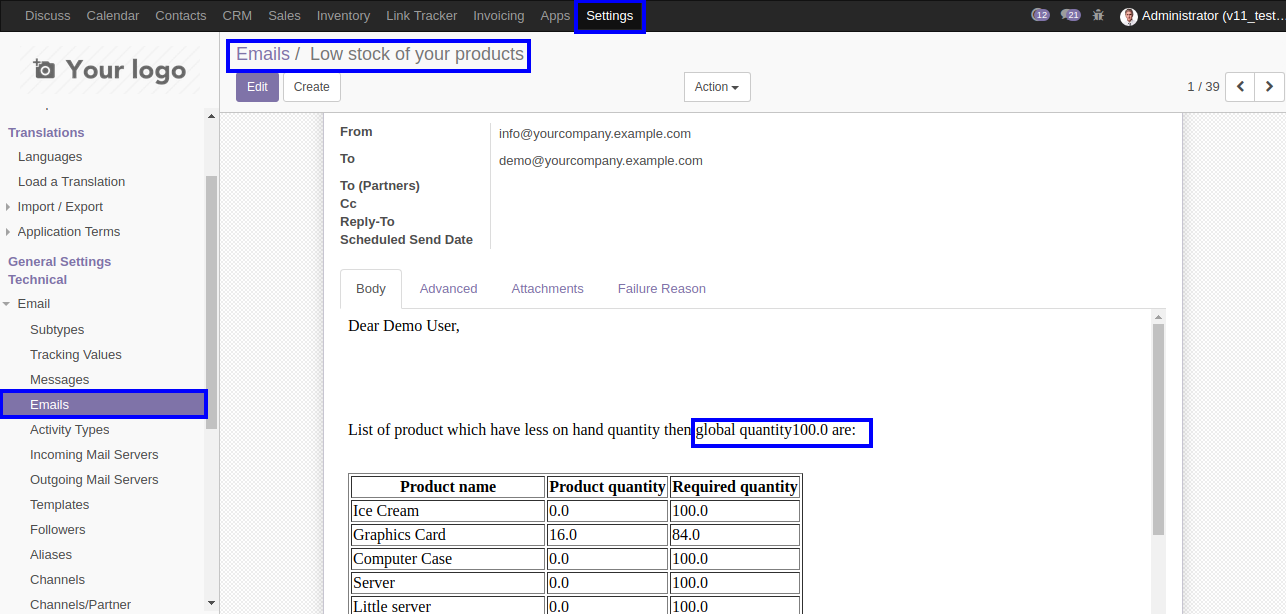 Discuss Calendar Contacts CRM Sales Inventory Link Tracker Invoicing Apps Settings 12 21 Administrator (v11_test...
Your logo
Emails / Low stock of your products
Edit Create Action 1 / 39
Translations
Languages
Load a Translation
Import / Export
Application Terms
General Settings
Technical
Email
Subtypes
Tracking Values
Messages
Emails
Activity Types
Incoming Mail Servers
Outgoing Mail Servers
Templates
Followers
Aliases
Channels
Channels/Partner
From info@yourcompany.example.com
To demo@yourcompany.example.com
To (Partners)
Cc
Reply-To
Scheduled Send Date
Body Advanced Attachments Failure Reason
Dear Demo User,
List of product which have less on hand quantity then global quantity100.0 are:
Product name Product quantity Required quantity
Ice Cream 0.0 100.0
Graphics Card 16.0 84.0
Computer Case 0.0 100.0
Server 0.0 100.0
Little server 0.0 100.0